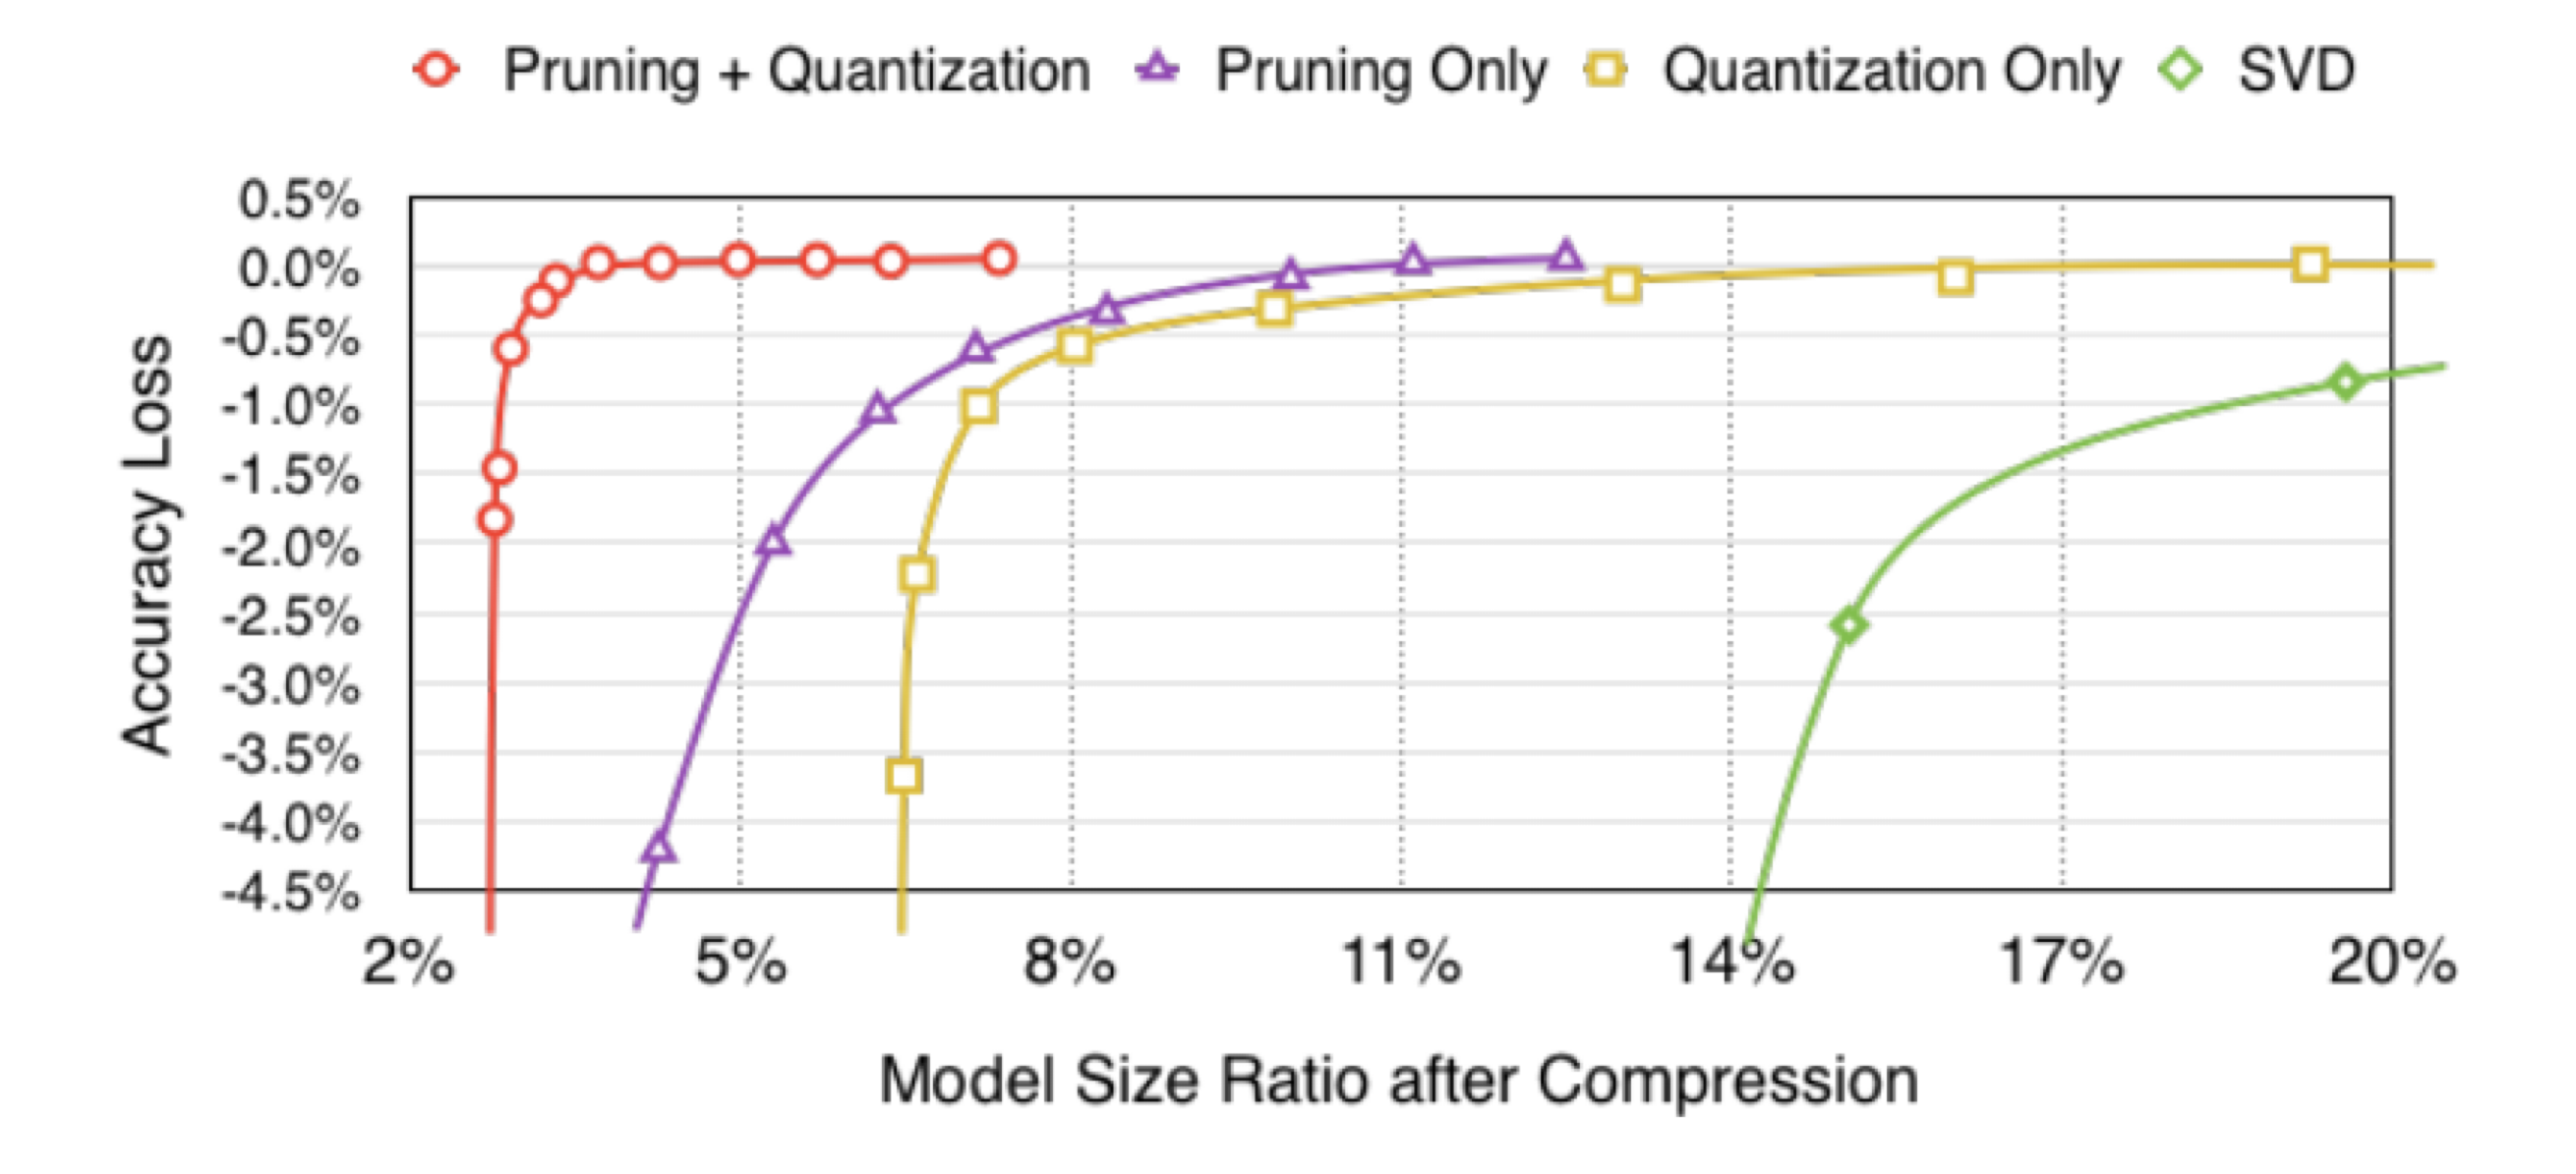 Pruning + Quantization Pruning Only Quantization Only SVD
0.5%
0.0%
-0.5%
-1.0%
-1.5%
-2.0%
-2.5%
-3.0%
-3.5%
-4.0%
-4.5%
Accuracy Loss
2% 5% 8% 11% 14% 17% 20%
Model Size Ratio after Compression